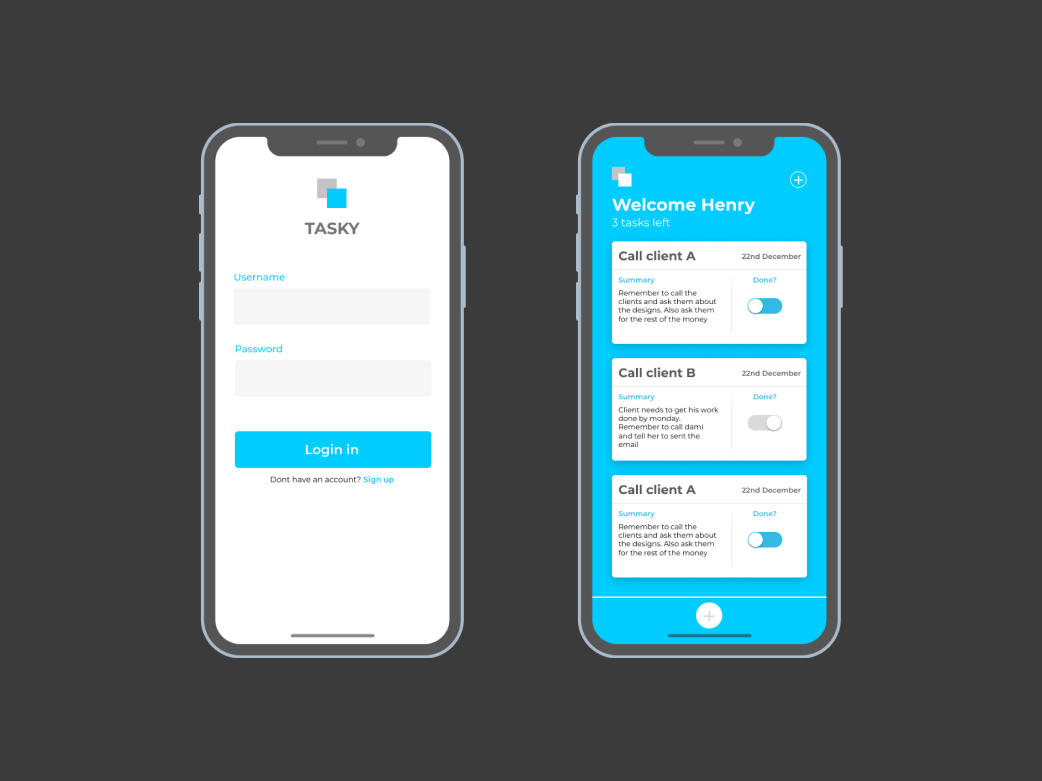 TASKY
Username
Password
Login in
Dont have an account? Sign up
Welcome Henry
3 tasks left
Call client A
22nd December
Summary
Done?
Remember to call the
clients and ask them about
the designs. Also ask them
for the rest of the money
Call client B
22nd December
Summary
Done?
Client needs to get his work
done by monday.
Remember to call dami
and tell her to sent the
email
Call client A
22nd December
Summary
Done?
Remember to call the
clients and ask them about
the designs. Also ask them
for the rest of the money